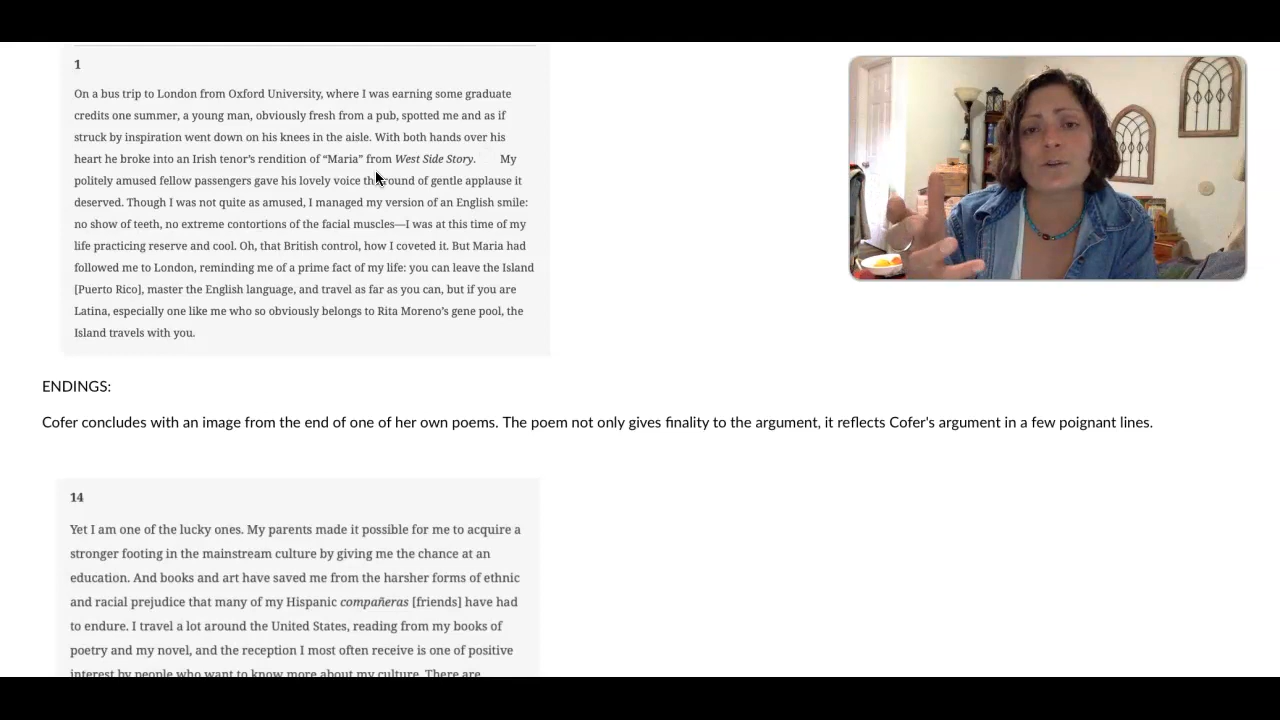 1
On a bus trip to London from Oxford University, where I was earning some graduate
credits one summer, a young man, obviously fresh from a pub, spotted me and as if
struck by inspiration went down on his knees in the aisle. With both hands over his
heart he broke into an Irish tenor's rendition of “Maria” from West Side Story. My
politely amused fellow passengers gave his lovely voice the round of gentle applause it
deserved. Though I was not quite as amused, I managed my version of an English smile:
no show of teeth, no extreme contortions of the facial muscles—I was at this time of my
life practicing reserve and cool. Oh, that British control, how I coveted it. But Maria had
followed me to London, reminding me of a prime fact of my life: you can leave the Island
[Puerto Rico], master the English language, and travel as far as you can, but if you are
Latina, especially one like me who so obviously belongs to Rita Moreno's gene pool, the
Island travels with you.
ENDINGS:
Cofer concludes with an image from the end of one of her own poems. The poem not only gives finality to the argument, it reflects Cofer's argument in a few poignant lines.
14
Yet I am one of the lucky ones. My parents made it possible for me to acquire a
stronger footing in the mainstream culture by giving me the chance at an
education. And books and art have saved me from the harsher forms of ethnic
and racial prejudice that many of my Hispanic compañeras [friends] have had
to endure. I travel a lot around the United States, reading from my books of
poetry and my novel, and the reception I most often receive is one of positive
interest by people who want to know more about my culture. There are